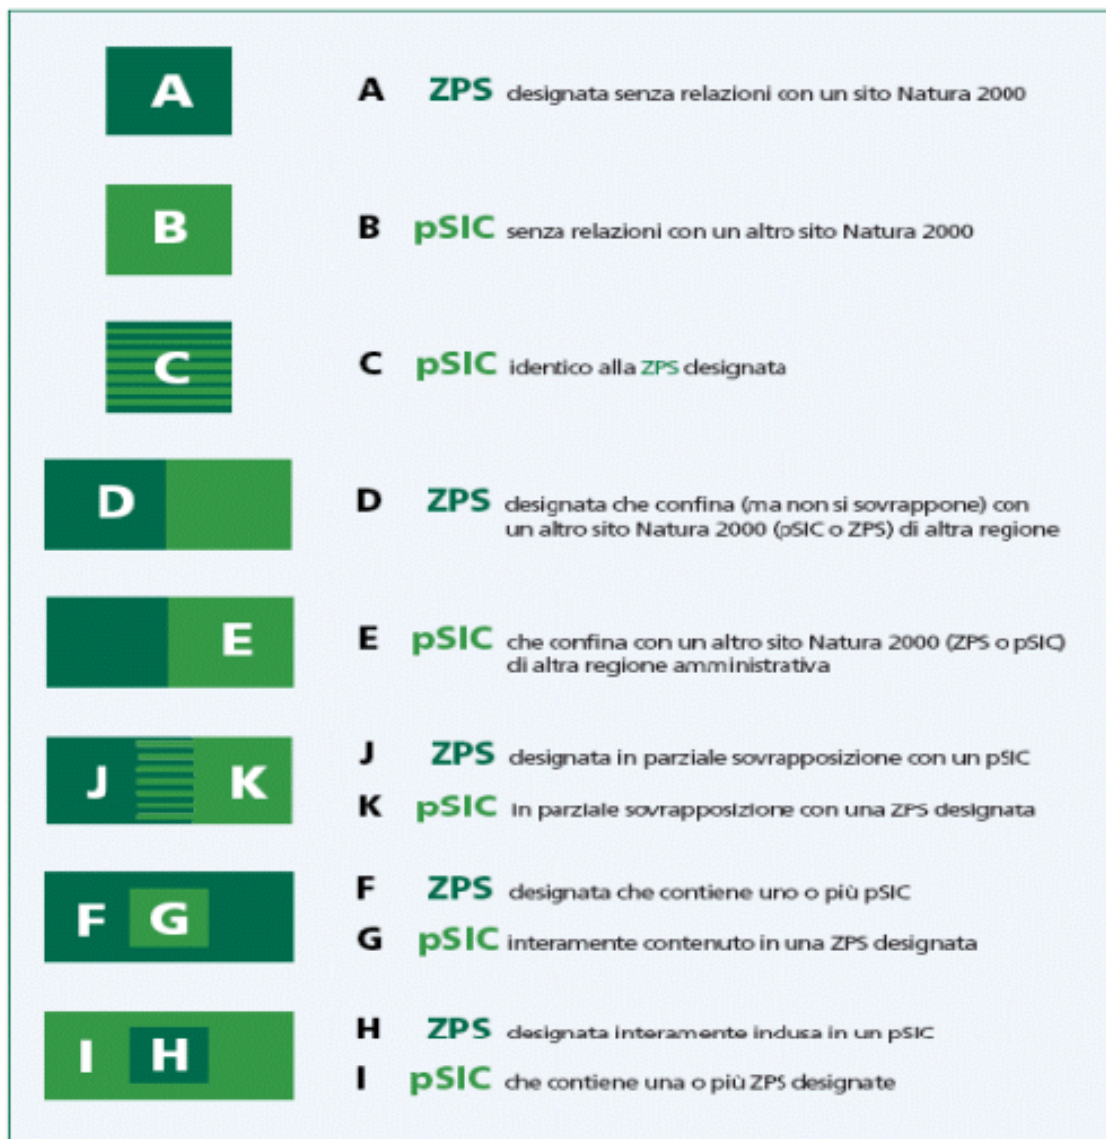 A
A ZPS designata senza relazioni con un sito Natura 2000
B
B pSIC senza relazioni con un altro sito Natura 2000
C
C pSIC identico alla ZPS designata
D
D ZPS designata che confina (ma non si sovrappone) con
un altro sito Natura 2000 (pSIC o ZPS) di altra regione
E
E pSIC che confina con un altro sito Natura 2000 (ZPS o pSIC)
di altra regione amministrativa
J K
J ZPS designata in parziale sovrapposizione con un pSIC
K pSIC in parziale sovrapposizione con una ZPS designata
F G
F ZPS designata che contiene uno o più pSIC
G pSIC interamente contenuto in una ZPS designata
I H
H ZPS designata interamente inclusa in un pSIC
I pSIC che contiene una o più ZPS designate